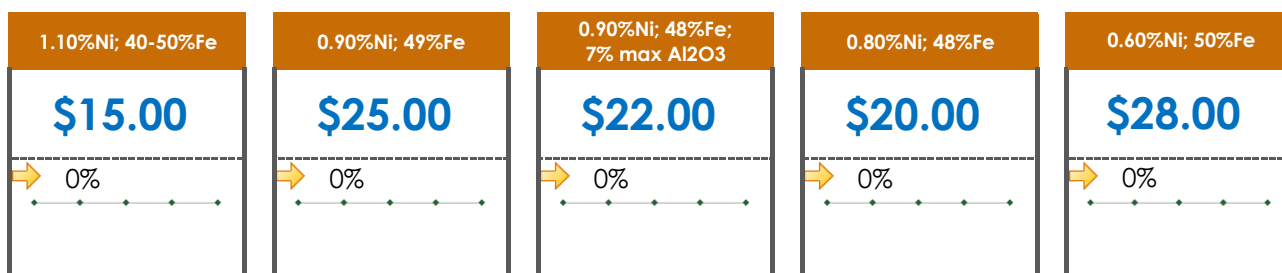 1.10%Ni; 40-50%Fe
$15.00
0%
0.90%Ni; 49%Fe
$25.00
0%
0.90%Ni; 48%Fe;
7% max Al2O3
$22.00
0%
0.80%Ni; 48%Fe
$20.00
0%
0.60%Ni; 50%Fe
$28.00
0%